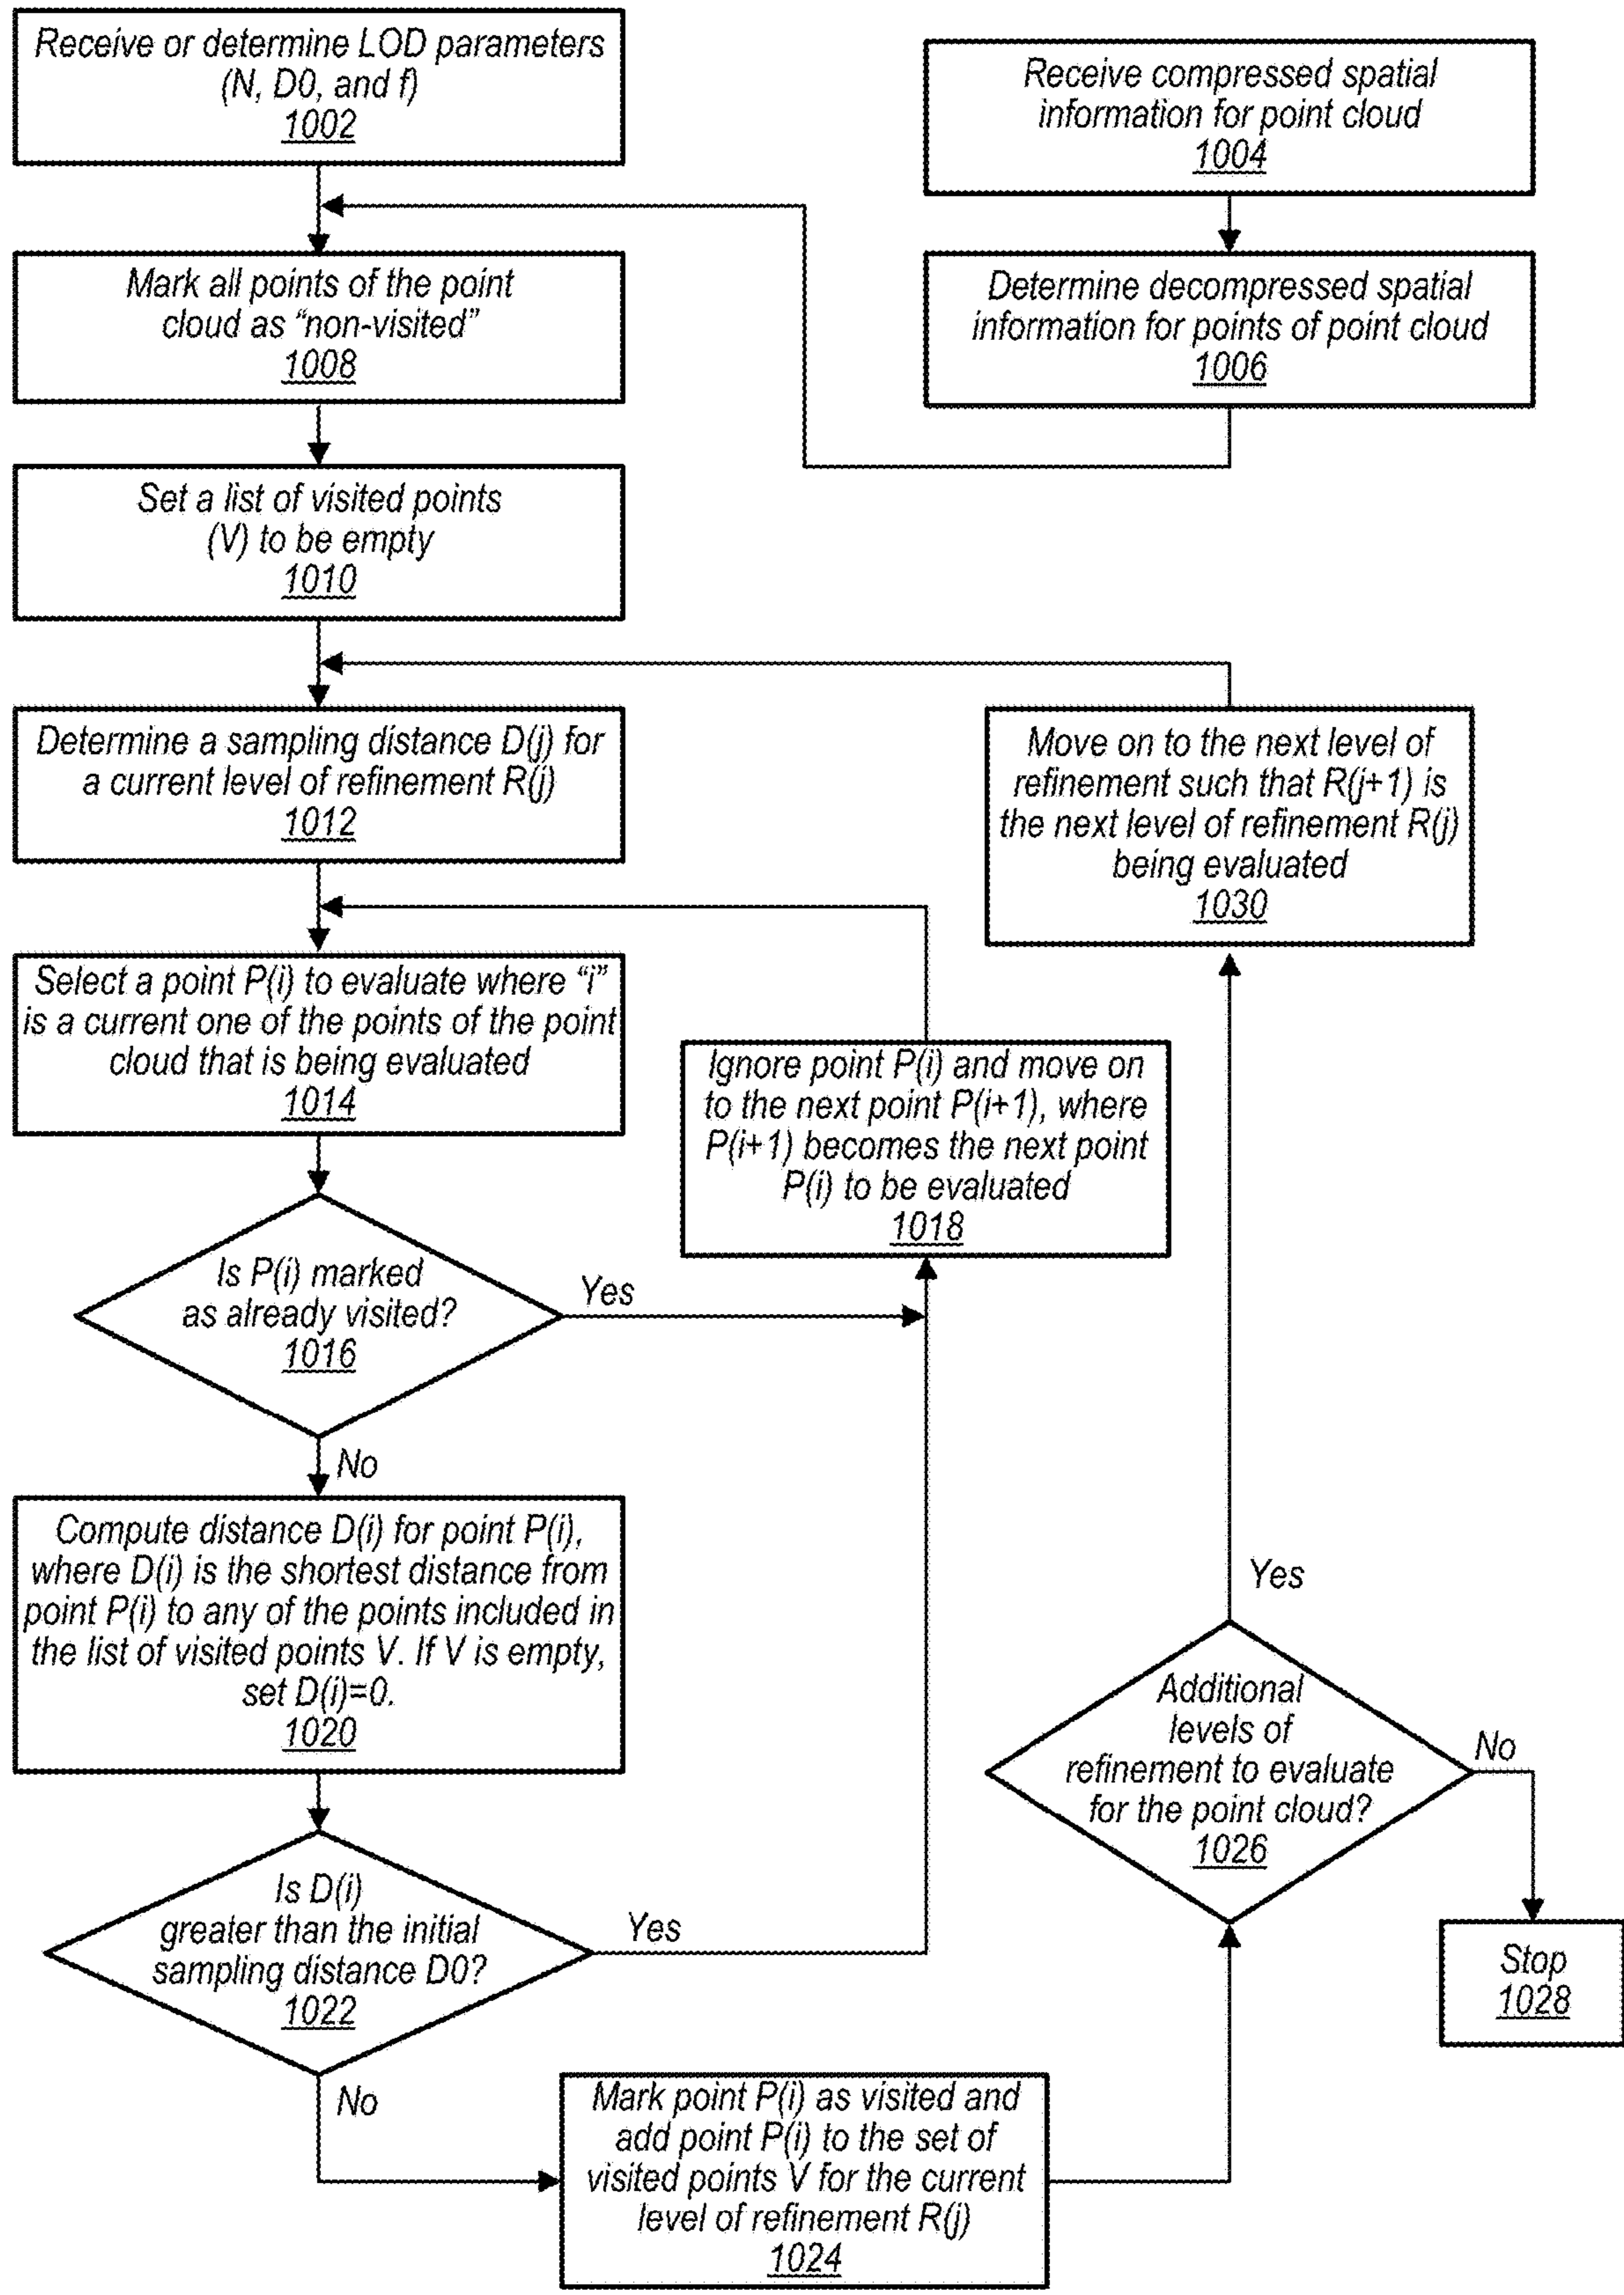 Receive or determine LOD parameters
(N, D0, and f)
1002
Receive compressed spatial
information for point cloud
1004
Mark all points of the point
cloud as “non-visited”
1008
Determine decompressed spatial
information for points of point cloud
1006
Set a list of visited points
(V) to be empty
1010
Determine a sampling distance D(j) for
a current level of refinement R(j)
1012
Move on to the next level of
refinement such that R(j+1) is
the next level of refinement R(j)
being evaluated
1030
Select a point P(i) to evaluate where “i”
is a current one of the points of the point
cloud that is being evaluated
1014
Ignore point P(i) and move on
to the next point P(i+1), where
P(i+1) becomes the next point
P(i) to be evaluated
1018
Is P(i) marked
as already visited?
1016
Yes
No
Compute distance D(i) for point P(i),
where D(i) is the shortest distance from
point P(i) to any of the points included in
the list of visited points V. If V is empty,
set D(i)=0.
1020
Yes
Additional
levels of
refinement to evaluate
for the point cloud?
1026
No
Is D(i)
greater than the initial
sampling distance D0?
1022
Yes
Stop
1028
No
Mark point P(i) as visited and
add point P(i) to the set of
visited points V for the current
level of refinement R(j)
1024